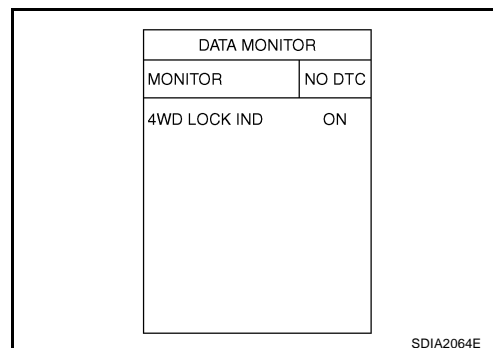 DATA MONITOR
MONITOR NO DTC
4WD LOCK IND ON
SDIA2064E